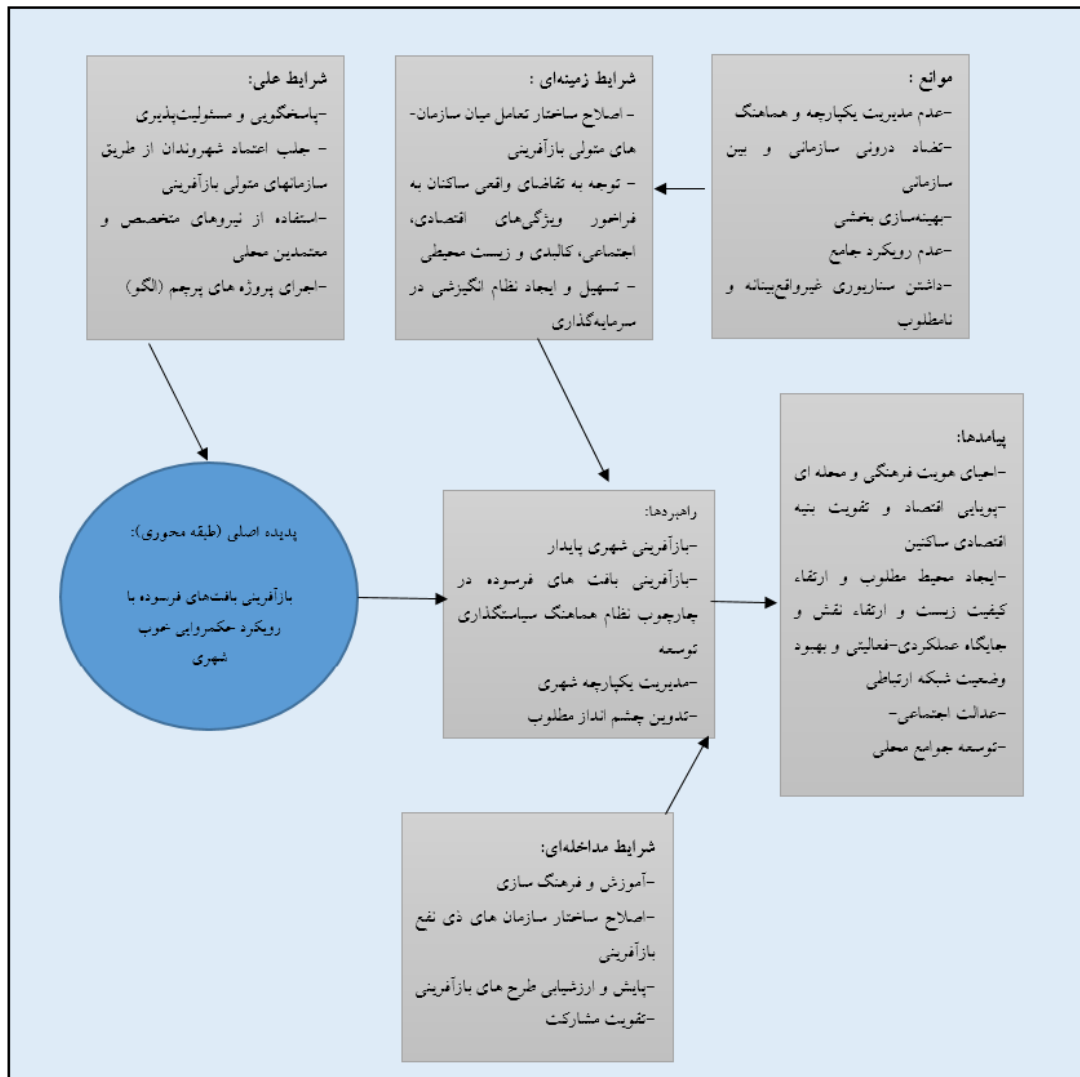 موانع :
-عدم مدیریت یکپارچه و هماهنگ
-تضاد درونی سازمانی و بین
سازمانی
-بهینه‌سازی بخشی
-عدم رویکرد جامع
-داشتن سناریوری غیرواقع‌بینانه و
نامطلوب
شرایط زمینه‌ای :
- اصلاح ساختار تعامل میان سازمان-
های متولی بازآفرینی
- توجه به تقاضای واقعی ساکنان به
فراخور ویژگی‌های اقتصادی،
اجتماعی، کالبدی و زیست محیطی
- تسهیل و ایجاد نظام انگیزشی در
سرمایه‌گذاری
شرایط علی:
-پاسخگویی و مسئولیت‌پذیری
- جلب اعتماد شهروندان از طریق
سازمانهای متولی بازآفرینی
-استفاده از نیروهای متخصص و
معتمدین محلی
-اجرای پروژه های پرچم (الگو)
پدیده اصلی (طبقه محوری):
بازآفرینی بافت‌های فرسوده با
رویکرد حکمروایی خوب
شهری
راهبردها:
-بازآفرینی شهری پایدار
-بازآفرینی بافت های فرسوده در
چارچوب نظام هماهنگ سیاستگذاری
توسعه
-مدیریت یکپارچه شهری
-تدوین چشم انداز مطلوب
پیامدها:
-احیای هویت فرهنگی و محله ای
-پویایی اقتصاد و تقویت بنیه
اقتصادی ساکنین
-ایجاد محیط مطلوب و ارتقاء
کیفیت زیست و ارتقاء نقش و
جایگاه عملکردی-فعالیتی و بهبود
وضعیت شبکه ارتباطی
-عدالت اجتماعی-
-توسعه جوامع محلی
شرایط مداخله‌ای:
-آموزش و فرهنگ سازی
-اصلاح ساختار سازمان های ذی نفع
بازآفرینی
-پایش و ارزشیابی طرح های بازآفرینی
-تقویت مشارکت